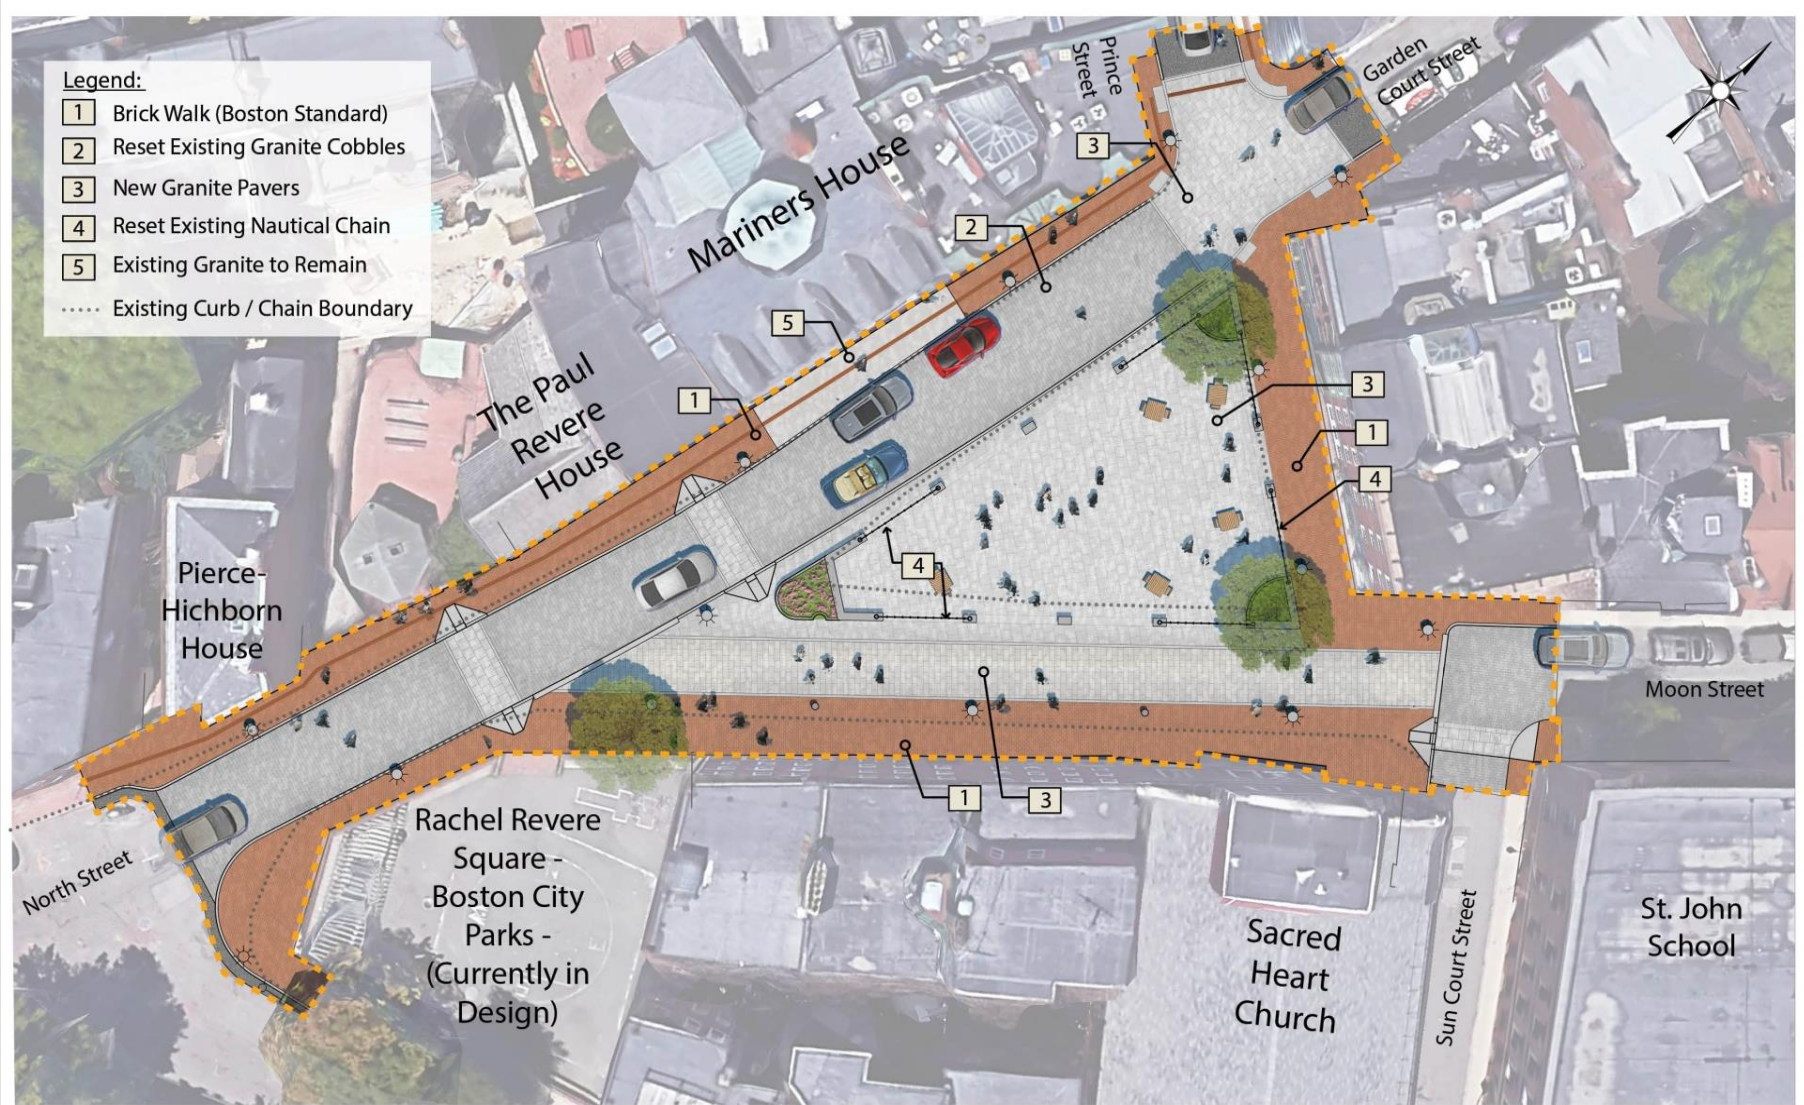 Legend:
1 Brick Walk (Boston Standard)
2 Reset Existing Granite Cobbles
3 New Granite Pavers
4 Reset Existing Nautical Chain
5 Existing Granite to Remain
Existing Curb / Chain Boundary
Prince
Street
Garden
Court Street
3
Mariners House
2
5
3
The Paul
Revere
House
1
1
4
4
Pierce-
Hichborn
House
Moon Street
1
3
North Street
Rachel Revere
Square -
Boston City
Parks -
(Currently in
Design)
Sacred
Heart
Church
Sun Court Street
St. John
School